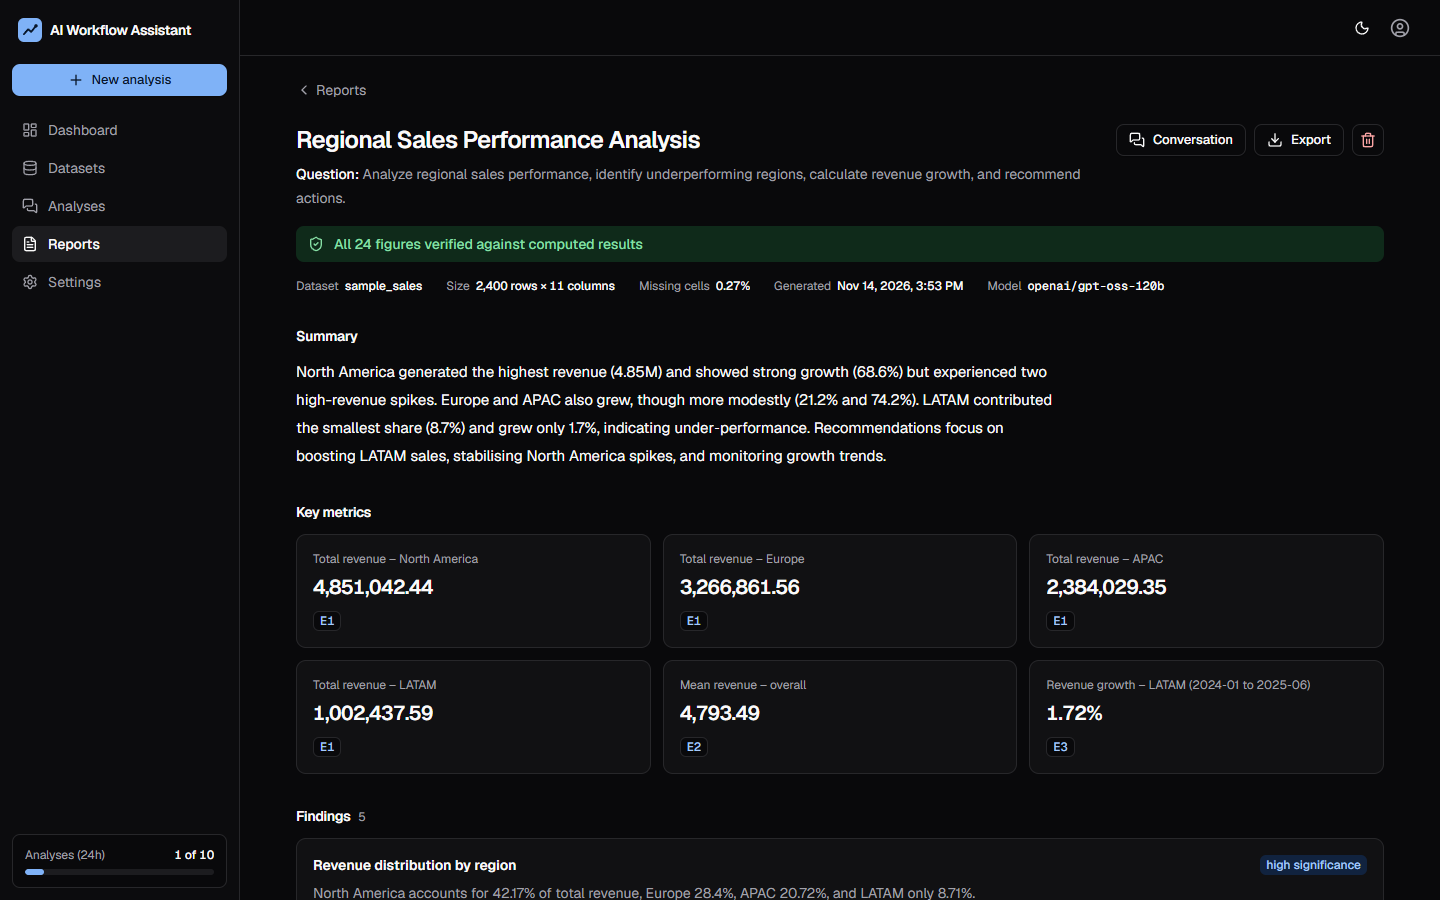 AI Workflow Assistant
New analysis
Dashboard
Datasets
Analyses
Reports
Settings
Analyses (24h) 1 of 10
Reports
Regional Sales Performance Analysis
Conversation
Export
Question: Analyze regional sales performance, identify underperforming regions, calculate revenue growth, and recommend
actions.
All 24 figures verified against computed results
Dataset sample_sales Size 2,400 rows × 11 columns Missing cells 0.27% Generated Nov 14, 2026, 3:53 PM Model openai/gpt-oss-120b
Summary
North America generated the highest revenue (4.85M) and showed strong growth (68.6%) but experienced two
high-revenue spikes. Europe and APAC also grew, though more modestly (21.2% and 74.2%). LATAM contributed
the smallest share (8.7%) and grew only 1.7%, indicating under-performance. Recommendations focus on
boosting LATAM sales, stabilising North America spikes, and monitoring growth trends.
Key metrics
Total revenue – North America
4,851,042.44
E1
Total revenue – Europe
3,266,861.56
E1
Total revenue – APAC
2,384,029.35
E1
Total revenue – LATAM
1,002,437.59
E1
Mean revenue – overall
4,793.49
E2
Revenue growth – LATAM (2024-01 to 2025-06)
1.72%
E3
Findings 5
Revenue distribution by region
high significance
North America accounts for 42.17% of total revenue, Europe 28.4%, APAC 20.72%, and LATAM only 8.71%.